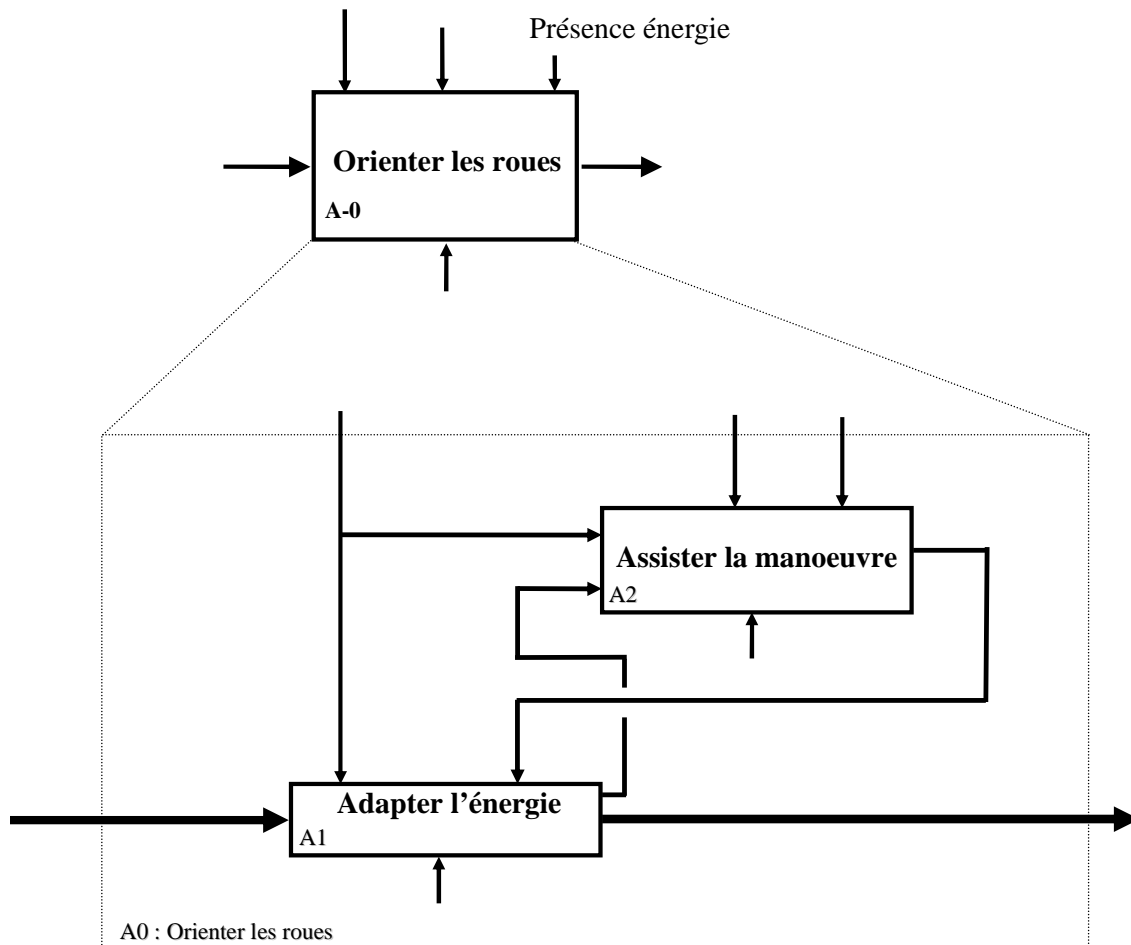 Présence énergie
Orienter les roues
A-0
Assister la manoeuvre
A2
Adapter l’énergie
A1
A0 : Orienter les roues